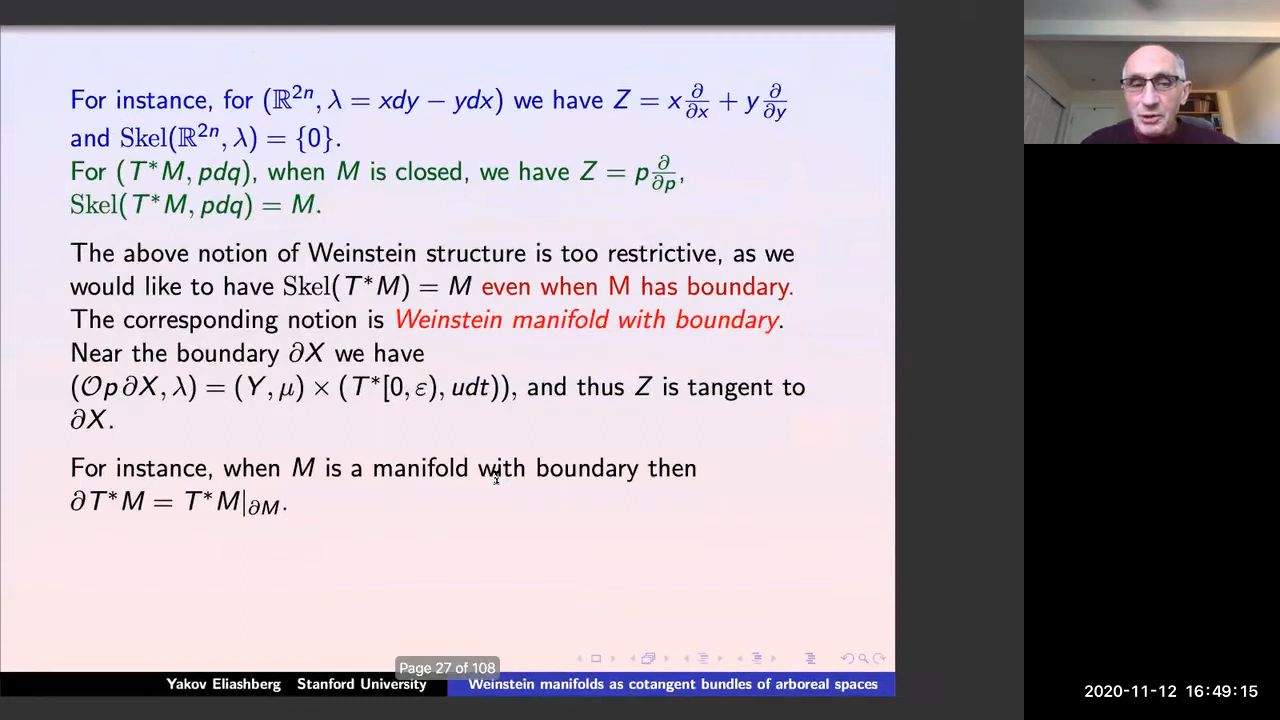 For instance, for (ℝ²ⁿ, λ = xdy − ydx) we have Z = x ∂/∂x + y ∂/∂y
and Skel(ℝ²ⁿ, λ) = {0}.
For (T*M, pdq), when M is closed, we have Z = p ∂/∂p,
Skel(T*M, pdq) = M.
The above notion of Weinstein structure is too restrictive, as we
would like to have Skel(T*M) = M even when M has boundary.
The corresponding notion is Weinstein manifold with boundary.
Near the boundary ∂X we have
(𝒪p ∂X, λ) = (Y, μ) × (T*[0, ε), udt)), and thus Z is tangent to
∂X.
For instance, when M is a manifold with boundary then
∂T*M = T*M|∂M.
Page 27 of 108
Yakov Eliashberg Stanford University Weinstein manifolds as cotangent bundles of arboreal spaces
2020-11-12 16:49:15